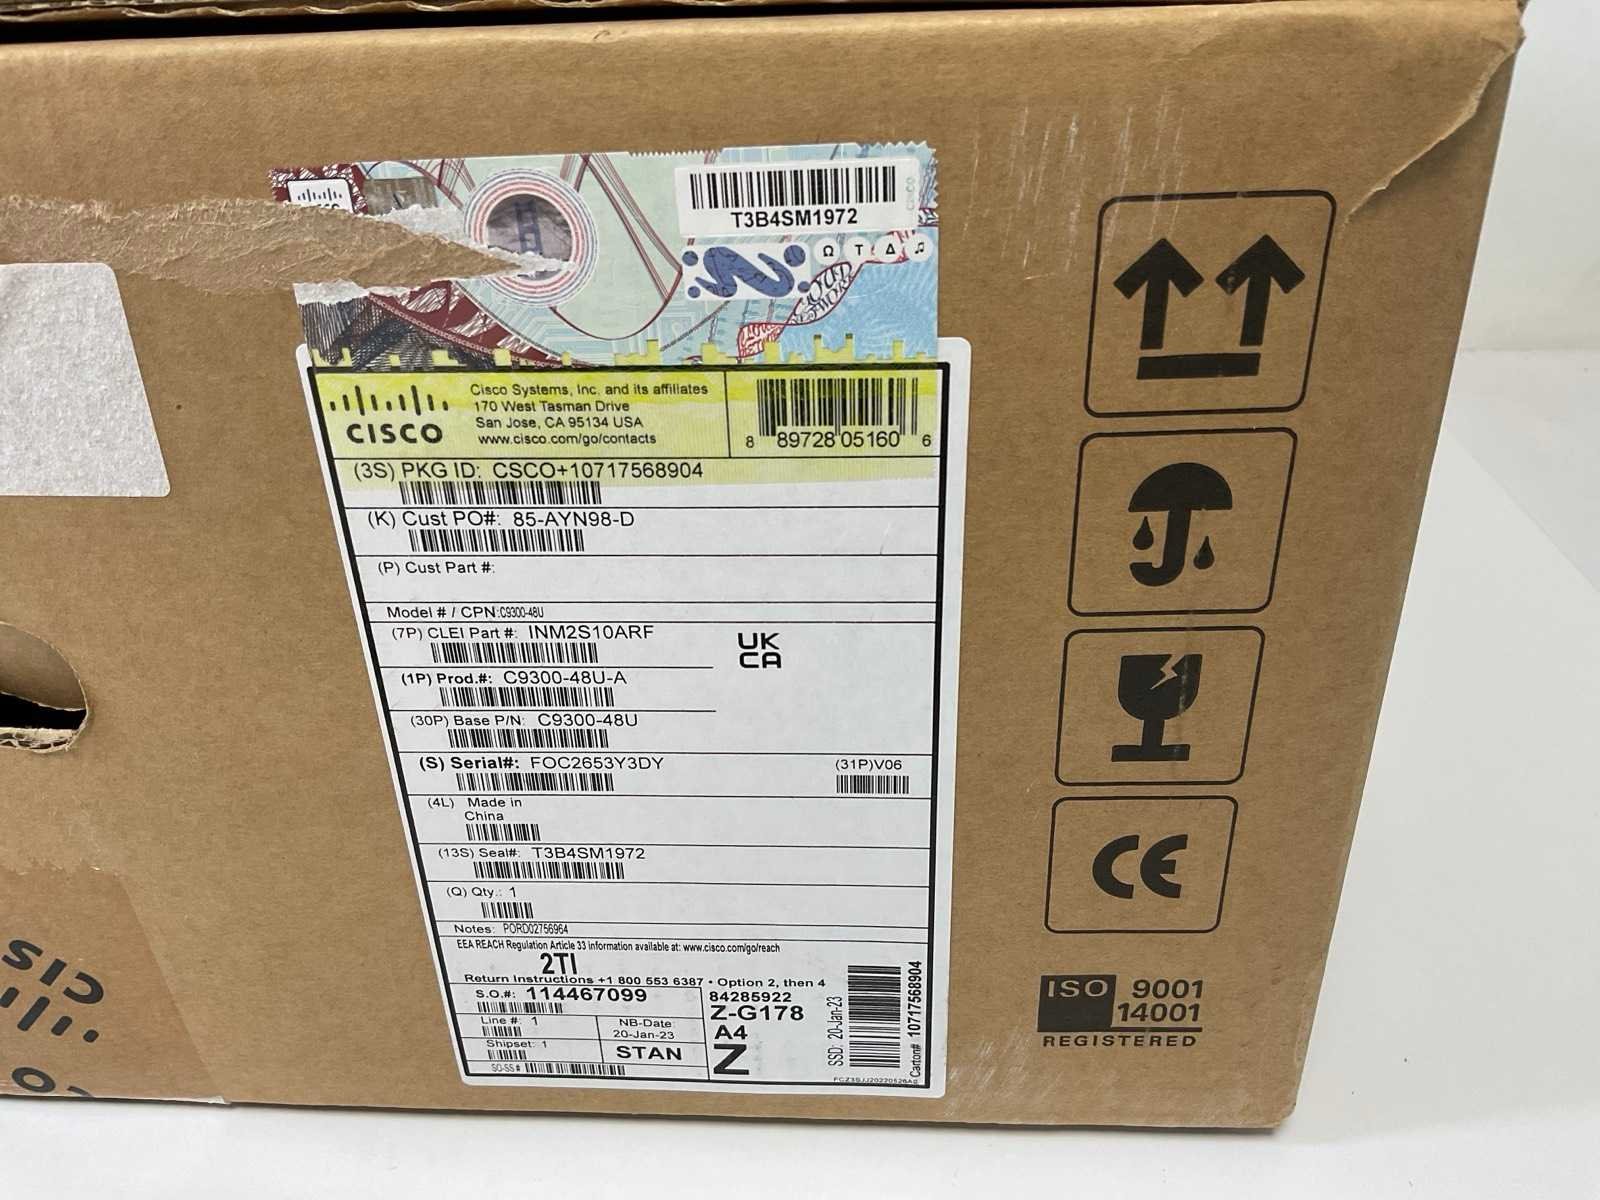 T3B4SM1972
Ω T Δ ♫
CISCO
Cisco Systems, Inc. and its affiliates
170 West Tasman Drive
San Jose, CA 95134 USA
www.cisco.com/go/contacts
8 89728 05160 6
(3S) PKG ID: CSCO+10717568904
(K) Cust PO#: 85-AYN98-D
(P) Cust Part #:
Model # / CPN:C9300-48U
(7P) CLEI Part #: INM2S10ARF
UK
CA
(1P) Prod.#: C9300-48U-A
(30P) Base P/N: C9300-48U
(S) Serial#: FOC2653Y3DY
(31P)V06
(4L) Made in
China
(13S) Seal#: T3B4SM1972
(Q) Qty.: 1
Notes: PORD02756964
EEA REACH Regulation Article 33 information available at: www.cisco.com/go/reach
2TI
Return Instructions +1 800 553 6387 • Option 2, then 4
S.O.#: 114467099
Line #: 1
Shipset: 1
SO-SS #
NB-Date:
20-Jan-23
STAN
84285922
Z-G178
A4
Z
SSD: 20-Jan-23
Carton# 10717568904
CE
ISO 9001
14001
REGISTERED
CISCO